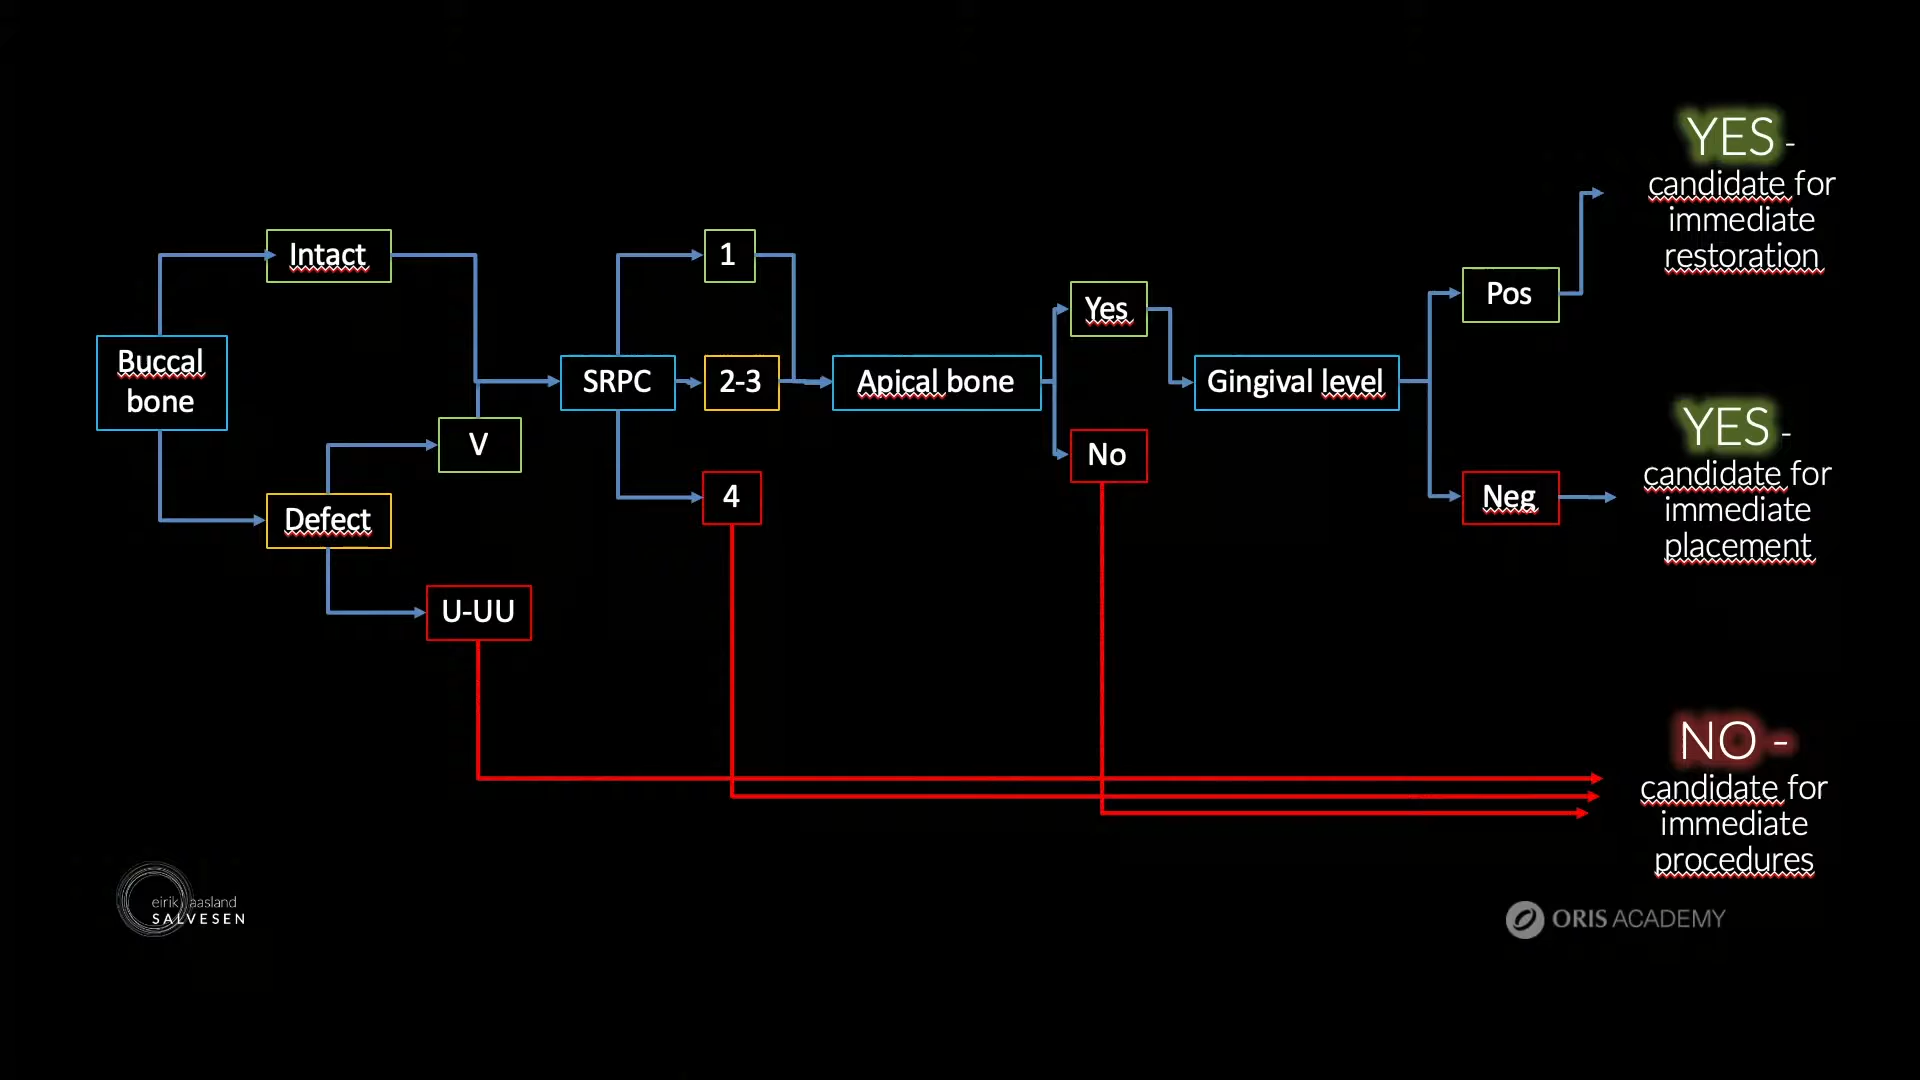 Buccal
bone
Intact
Defect
V
U-UU
SRPC
1
2-3
4
Apical bone
Yes
No
Gingival level
Pos
Neg
YES -
candidate for
immediate
restoration
YES -
candidate for
immediate
placement
NO -
candidate for
immediate
procedures
eirik aasland
SALVESEN
ORIS ACADEMY